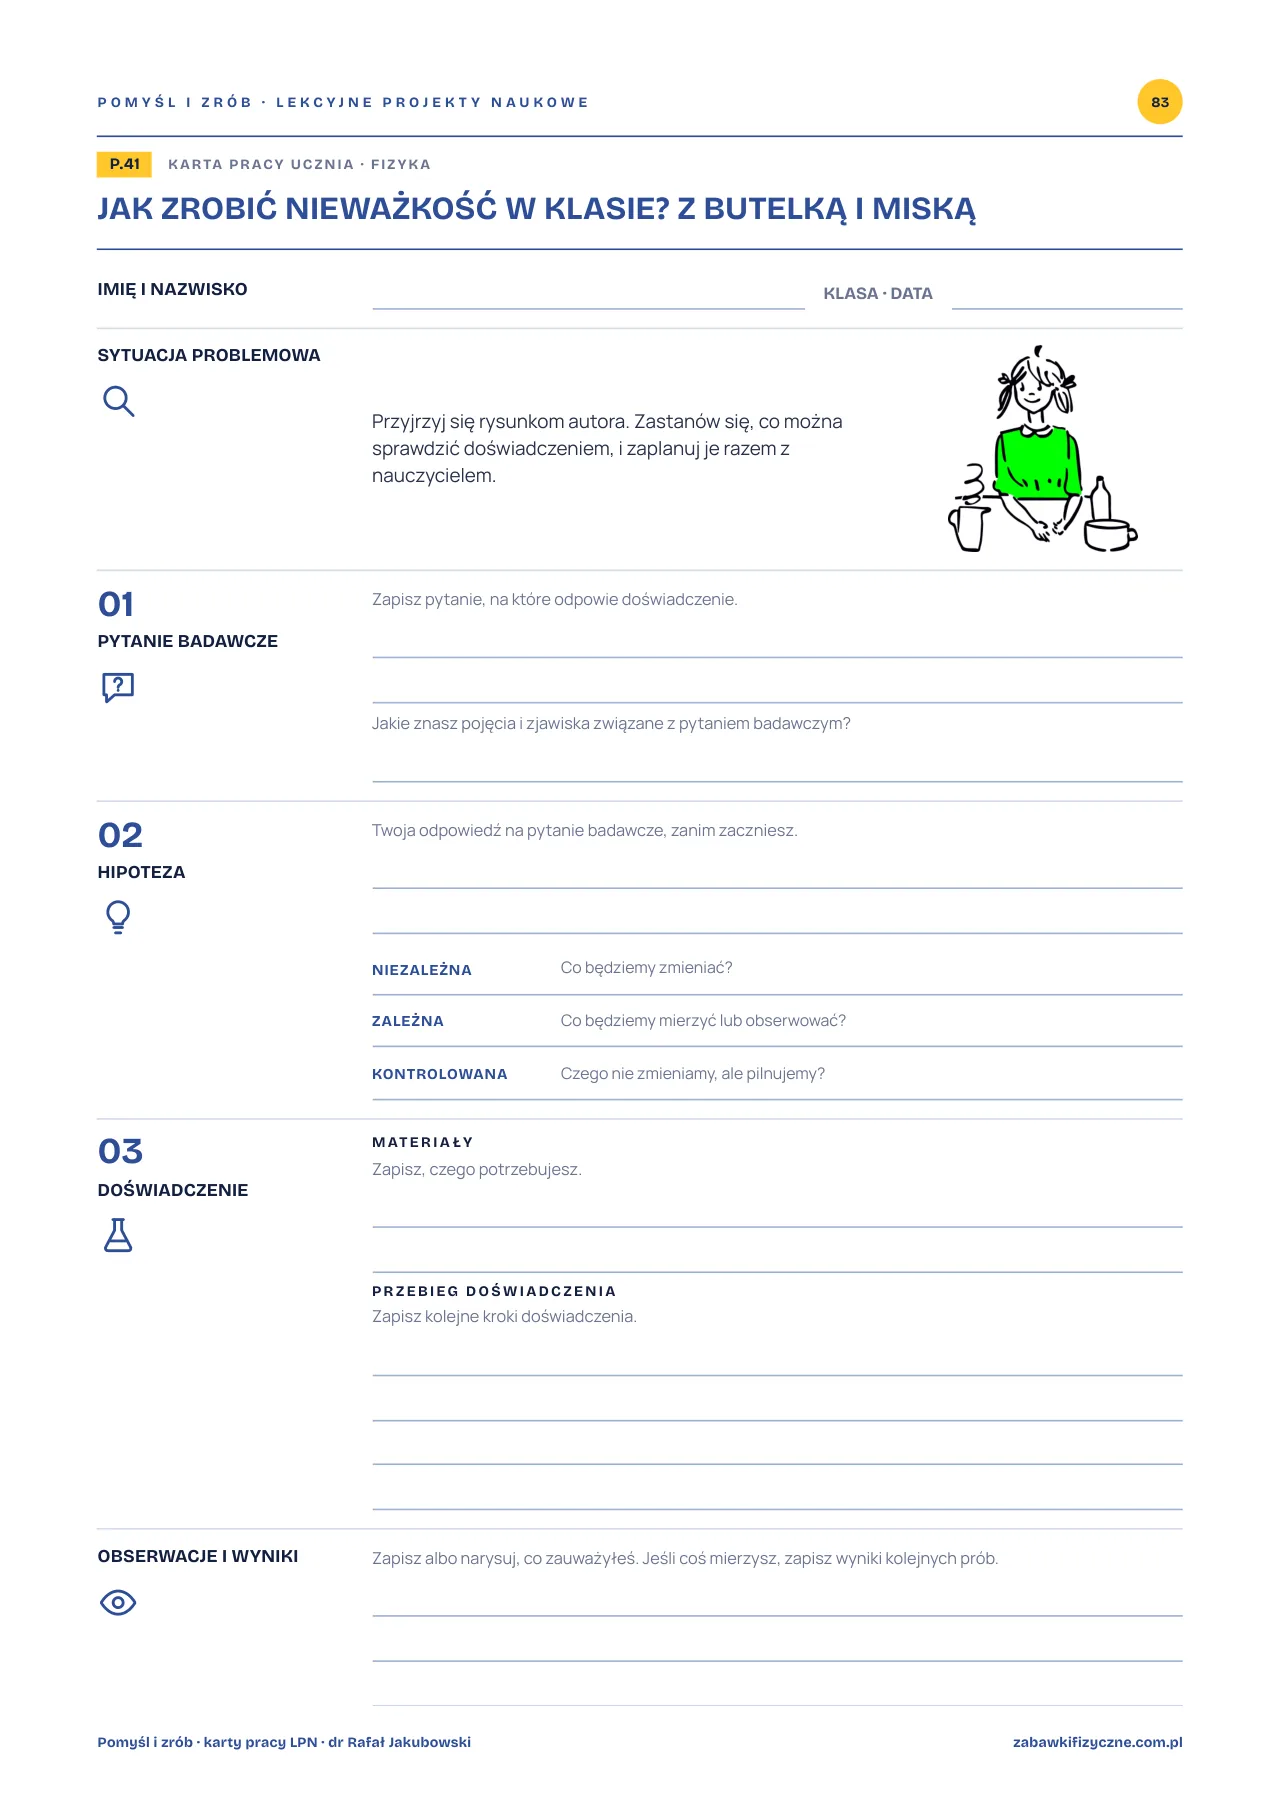 POMYŚL I ZRÓB · LEKCYJNE PROJEKTY NAUKOWE
83
P.41 KARTA PRACY UCZNIA · FIZYKA
JAK ZROBIĆ NIEWAŻKOŚĆ W KLASIE? Z BUTELKĄ I MISKĄ
IMIĘ I NAZWISKO
KLASA · DATA
SYTUACJA PROBLEMOWA
Przyjrzyj się rysunkom autora. Zastanów się, co można
sprawdzić doświadczeniem, i zaplanuj je razem z
nauczycielem.
01
PYTANIE BADAWCZE
Zapisz pytanie, na które odpowie doświadczenie.
Jakie znasz pojęcia i zjawiska związane z pytaniem badawczym?
02
HIPOTEZA
Twoja odpowiedź na pytanie badawcze, zanim zaczniesz.
NIEZALEŻNA Co będziemy zmieniać?
ZALEŻNA Co będziemy mierzyć lub obserwować?
KONTROLOWANA Czego nie zmieniamy, ale pilnujemy?
03
DOŚWIADCZENIE
MATERIAŁY
Zapisz, czego potrzebujesz.
PRZEBIEG DOŚWIADCZENIA
Zapisz kolejne kroki doświadczenia.
OBSERWACJE I WYNIKI
Zapisz albo narysuj, co zauważyłeś. Jeśli coś mierzysz, zapisz wyniki kolejnych prób.
Pomyśl i zrób · karty pracy LPN · dr Rafał Jakubowski
zabawkifizyczne.com.pl